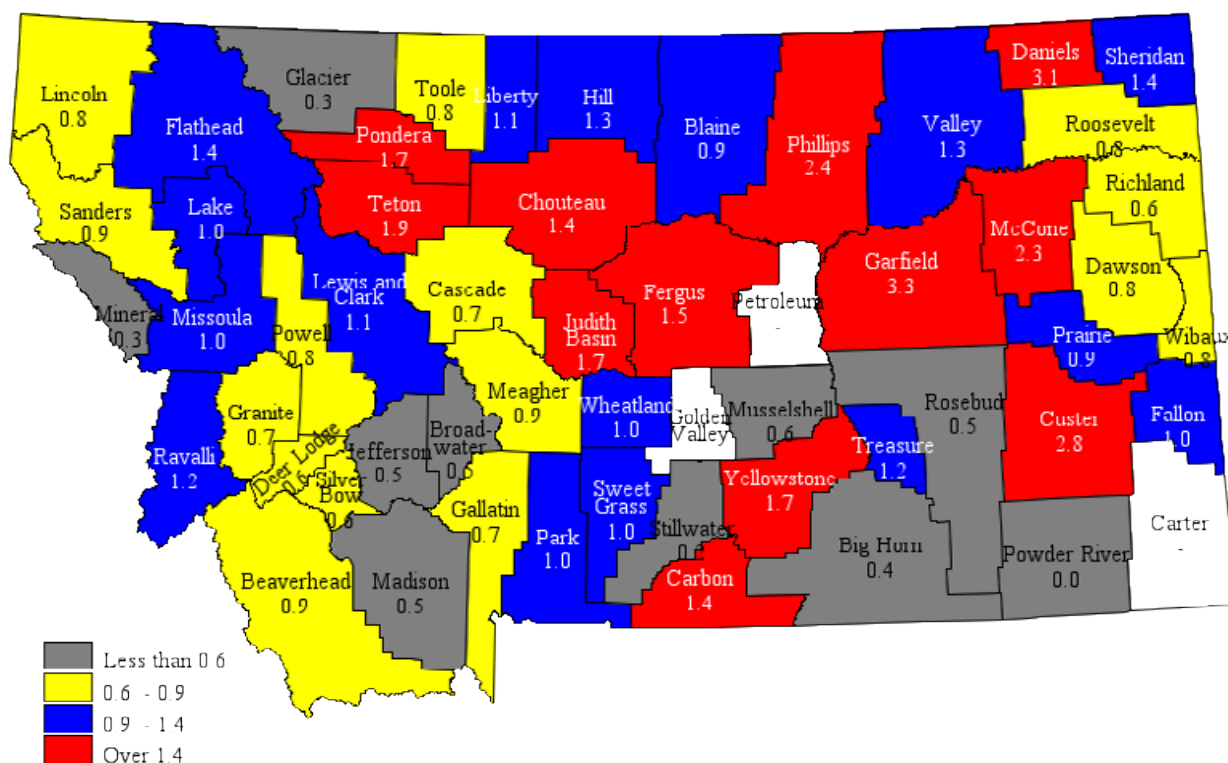 Lincoln
0.8
Flathead
1.4
Glacier
0.3
Toole
0.8
Liberty
1.1
Hill
1.3
Blaine
0.9
Phillips
2.4
Valley
1.3
Daniels
3.1
Sheridan
1.4
Roosevelt
0.8
Pondera
1.7
Teton
1.9
Chouteau
1.4
Sanders
0.9
Lake
1.0
Richland
0.6
McCone
2.3
Garfield
3.3
Dawson
0.8
Lewis and
Clark
1.1
Cascade
0.7
Fergus
1.5
Petroleum
-
Mineral
0.3
Missoula
1.0
Powell
0.8
Judith
Basin
1.7
Prairie
0.9
Wibaux
0.8
Granite
0.7
Meagher
0.9
Wheatland
1.0
Golden
Valley
-
Musselshell
0.6
Rosebud
0.5
Custer
2.8
Fallon
1.0
Ravalli
1.2
Deer Lodge
0.6
Silver
Bow
0.6
Jefferson
0.5
Broad-
water
Treasure
1.2
Yellowstone
1.7
Sweet
Grass
1.0
Stillwater
Gallatin
0.7
Park
1.0
Carter
-
Beaverhead
0.9
Madison
0.5
Carbon
1.4
Big Horn
0.4
Powder River
0.0
Less than 0.6
0.6 - 0.9
0.9 - 1.4
Over 1.4